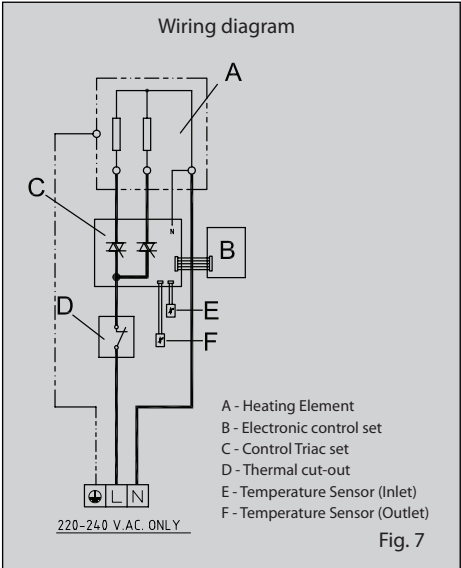 Wiring diagram
A
C
N
B
D
E
F
A - Heating Element
B - Electronic control set
C - Control Triac set
D - Thermal cut-out
E - Temperature Sensor (Inlet)
F - Temperature Sensor (Outlet)
L N
220-240 V.AC. ONLY
Fig. 7